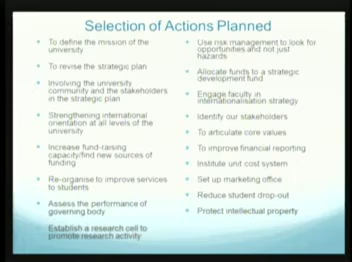 Selection of Actions Planned
To define the mission of the
university
To revise the strategic plan
Involving the university
community and the stakeholders
in the strategic plan
Strengthening international
orientation at all levels of the
university
Increase fund-raising
capacity/find new sources of
funding
Re-organise to improve services
to students
Assess the performance of
governing body
Establish a research cell to
promote research activity
Use risk management to look for
opportunities and not just
hazards
Allocate funds to a strategic
development fund
Engage faculty in
internationalisation strategy
Identify our stakeholders
To articulate core values
To improve financial reporting
Institute unit cost system
Set up marketing office
Reduce student drop-out
Protect intellectual property